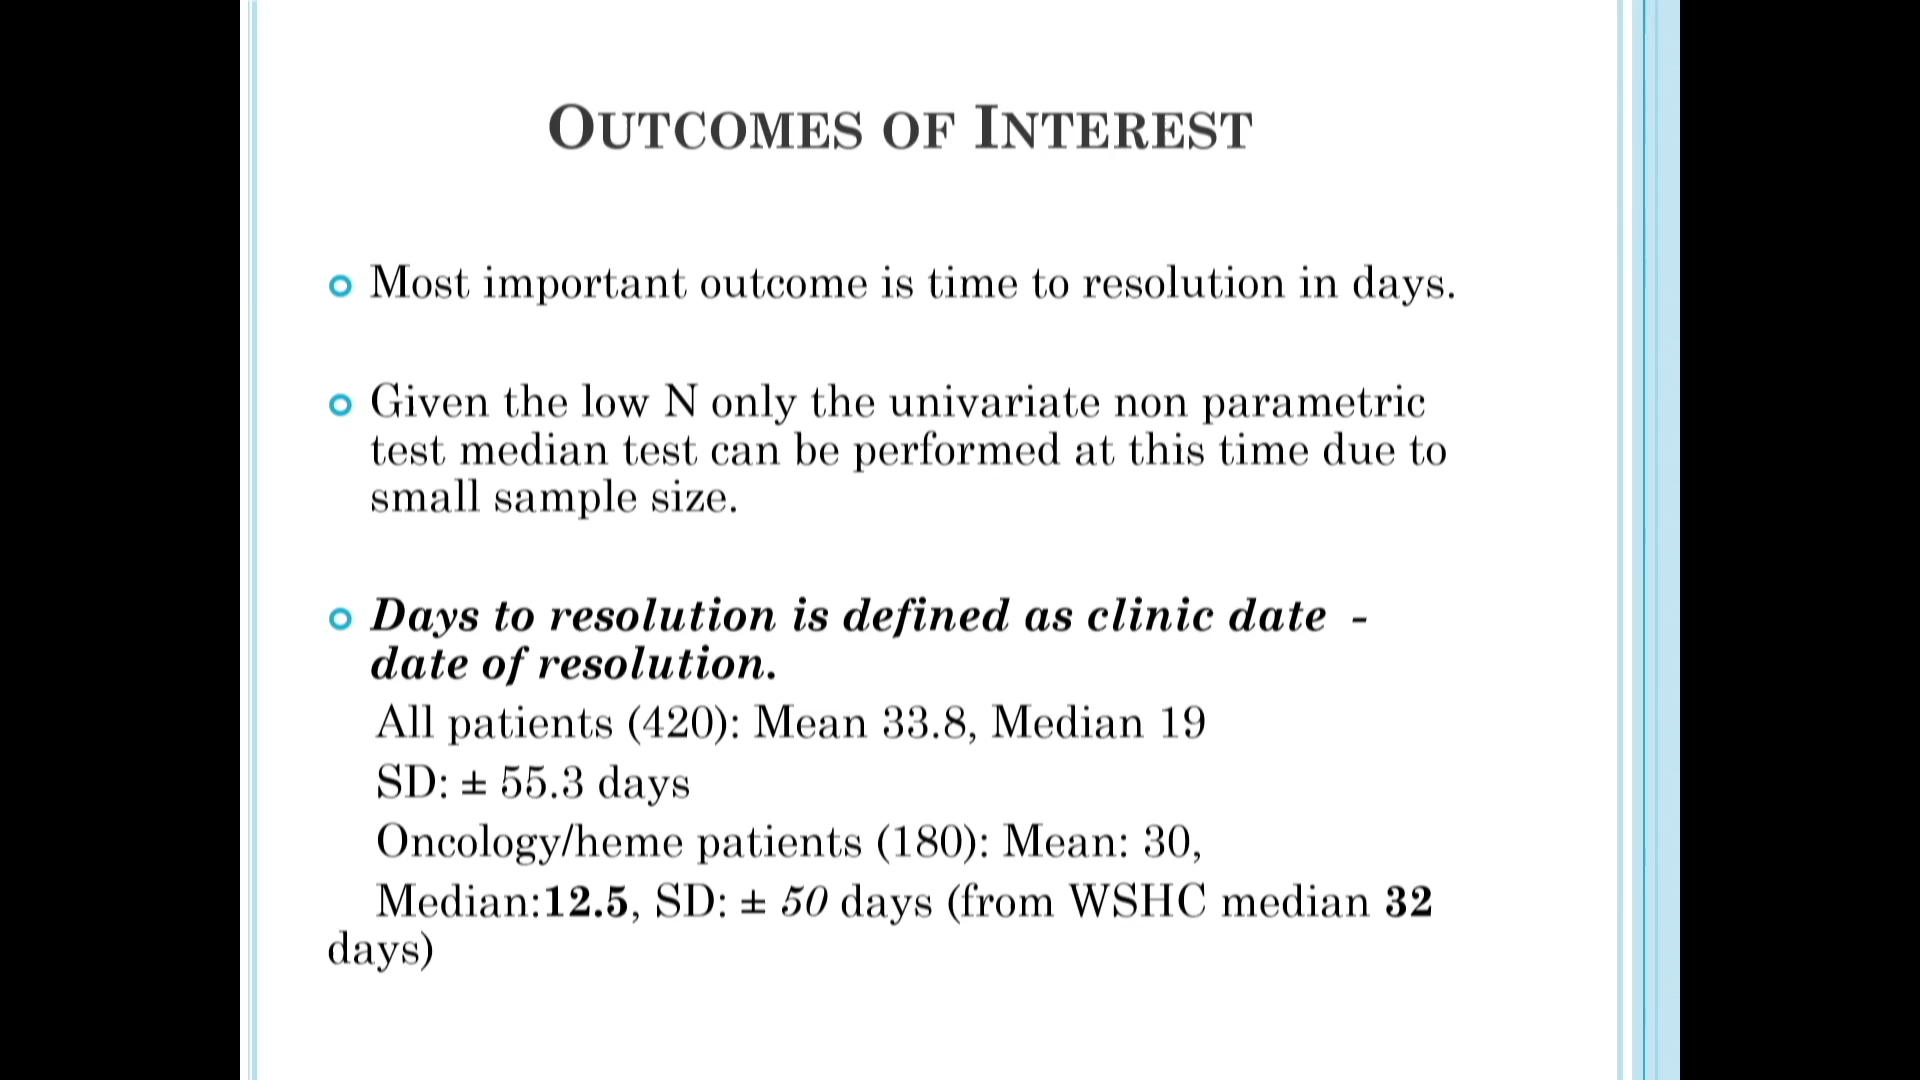 OUTCOMES OF INTEREST
Most important outcome is time to resolution in days.
Given the low N only the univariate non parametric
test median test can be performed at this time due to
small sample size.
Days to resolution is defined as clinic date -
date of resolution.
All patients (420): Mean 33.8, Median 19
SD: ± 55.3 days
Oncology/heme patients (180): Mean: 30,
Median:12.5, SD: ± 50 days (from WSHC median 32
days)